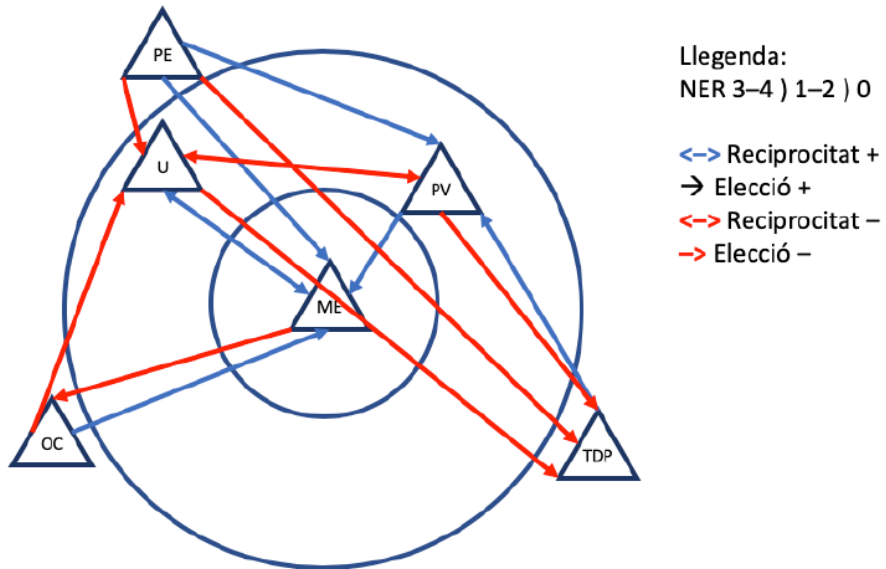 PE
U
PV
ME
OC
TDP
Llegenda:
NER 3–4 ) 1–2 ) 0
<–> Reciprocitat +
→ Elecció +
<–> Reciprocitat –
–> Elecció –